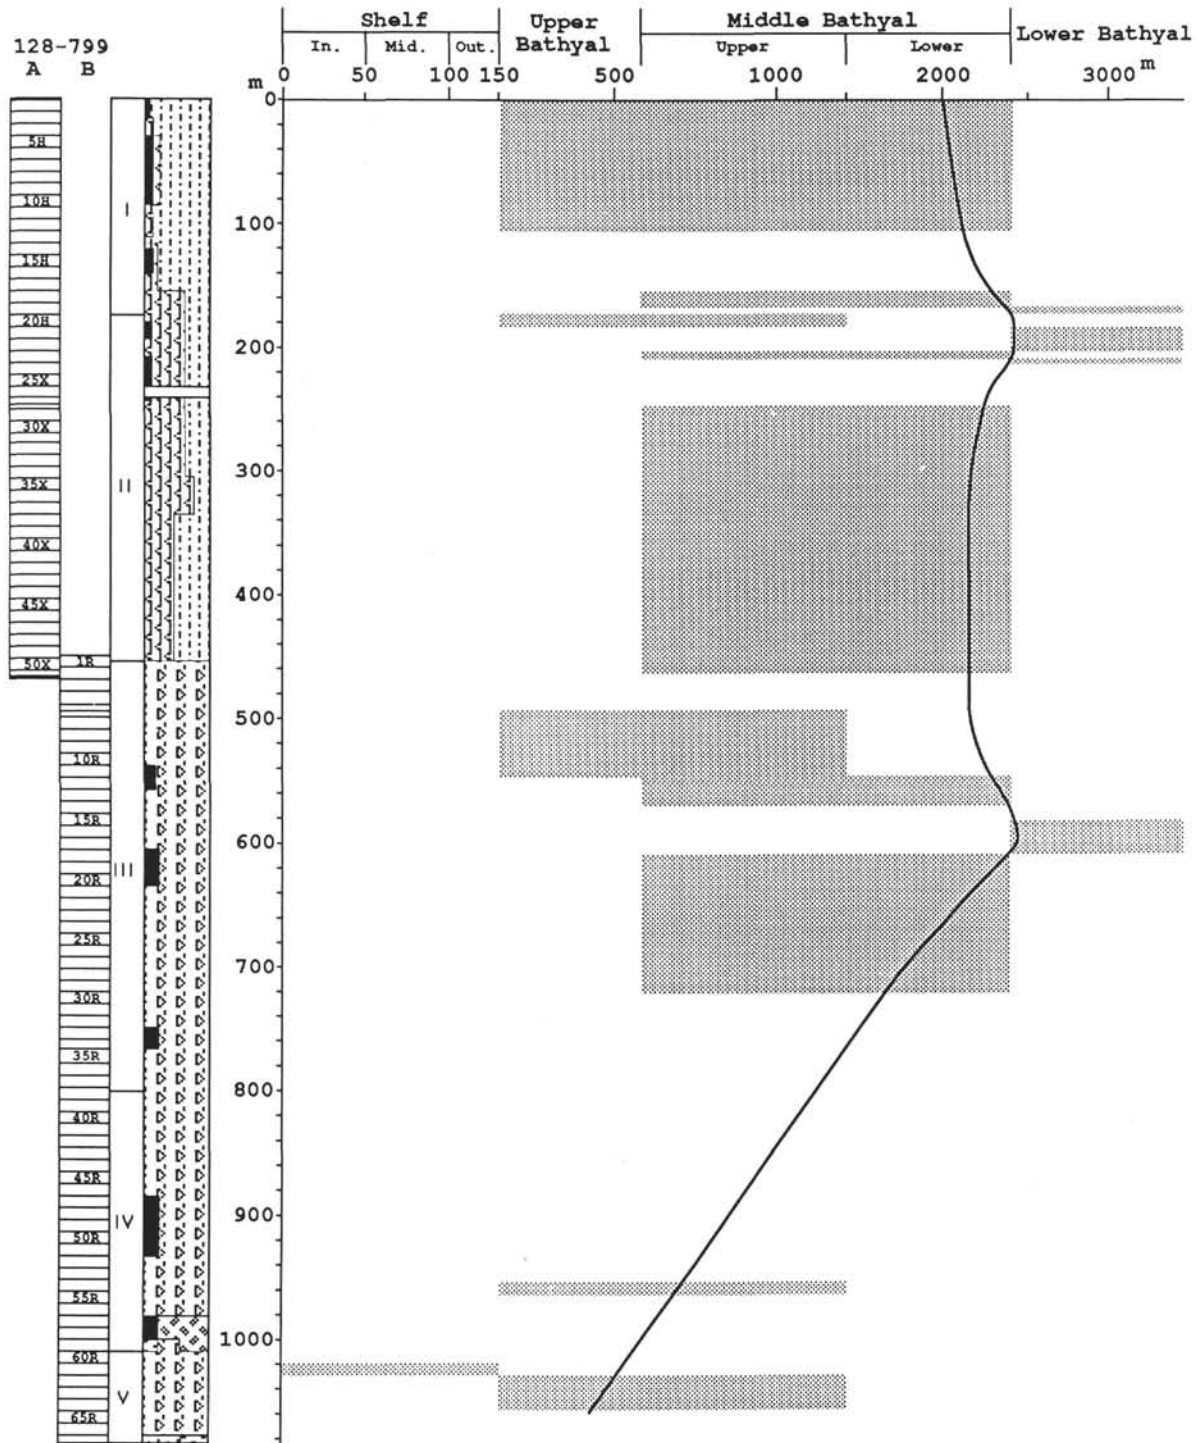 Shelf Upper Bathyal Middle Bathyal Lower Bathyal
128-799
A B
In. Mid. Out. Upper Lower
m 0 50 100 150 500 1000 2000 3000 m
0
5H
10H
I
100
15H
20H
200
25X
30X
300
35X
II
40X
400
45X
50X 1R
500
10R
15R
600
III
20R
25R
700
30R
35R
800
40R
45R
900
IV
50R
55R
1000
60R
V
65R